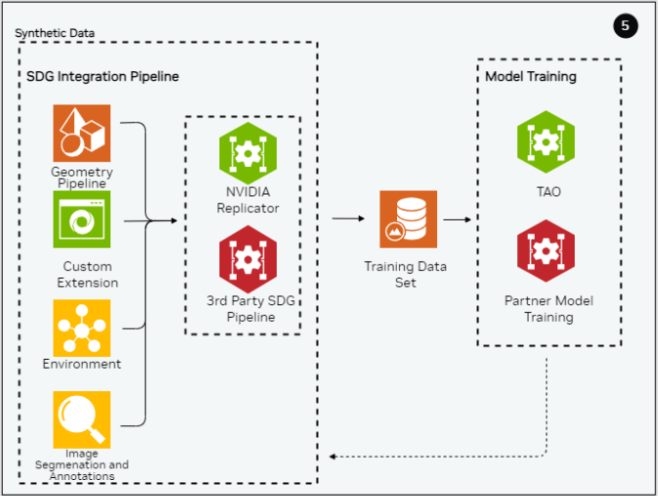 5
Synthetic Data
SDG Integration Pipeline
Geometry
Pipeline
Custom
Extension
Environment
Image
Segmenation and
Annotations
NVIDIA
Replicator
3rd Party SDG
Pipeline
Training Data
Set
Model Training
TAO
Partner Model
Training